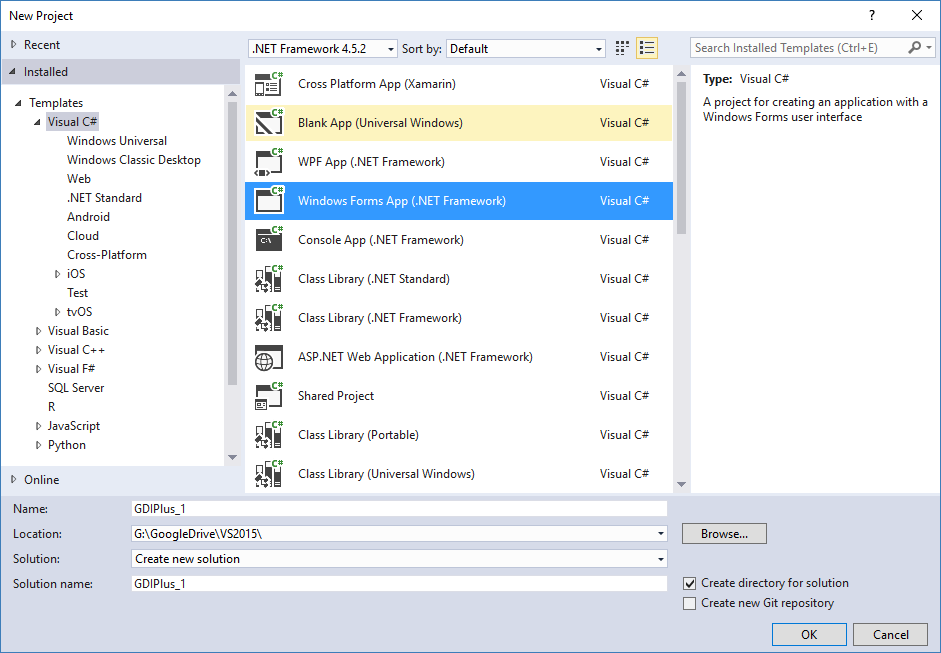 New Project
?
Recent
.NET Framework 4.5.2 Sort by: Default
Search Installed Templates (Ctrl+E)
Installed
Templates
Visual C#
Windows Universal
Windows Classic Desktop
Web
.NET Standard
Android
Cloud
Cross-Platform
iOS
Test
tvOS
Visual Basic
Visual C++
Visual F#
SQL Server
R
JavaScript
Python
Online
C# Cross Platform App (Xamarin) Visual C#
C# Blank App (Universal Windows) Visual C#
C# WPF App (.NET Framework) Visual C#
C# Windows Forms App (.NET Framework) Visual C#
C# C:\ Console App (.NET Framework) Visual C#
C# Class Library (.NET Standard) Visual C#
C# Class Library (.NET Framework) Visual C#
ASP.NET Web Application (.NET Framework) Visual C#
C# Shared Project Visual C#
C# Class Library (Portable) Visual C#
C# Class Library (Universal Windows) Visual C#
Type: Visual C#
A project for creating an application with a
Windows Forms user interface
Name: GDIPlus_1
Location: G:\GoogleDrive\VS2015\ Browse...
Solution: Create new solution
Solution name: GDIPlus_1
Create directory for solution
Create new Git repository
OK Cancel